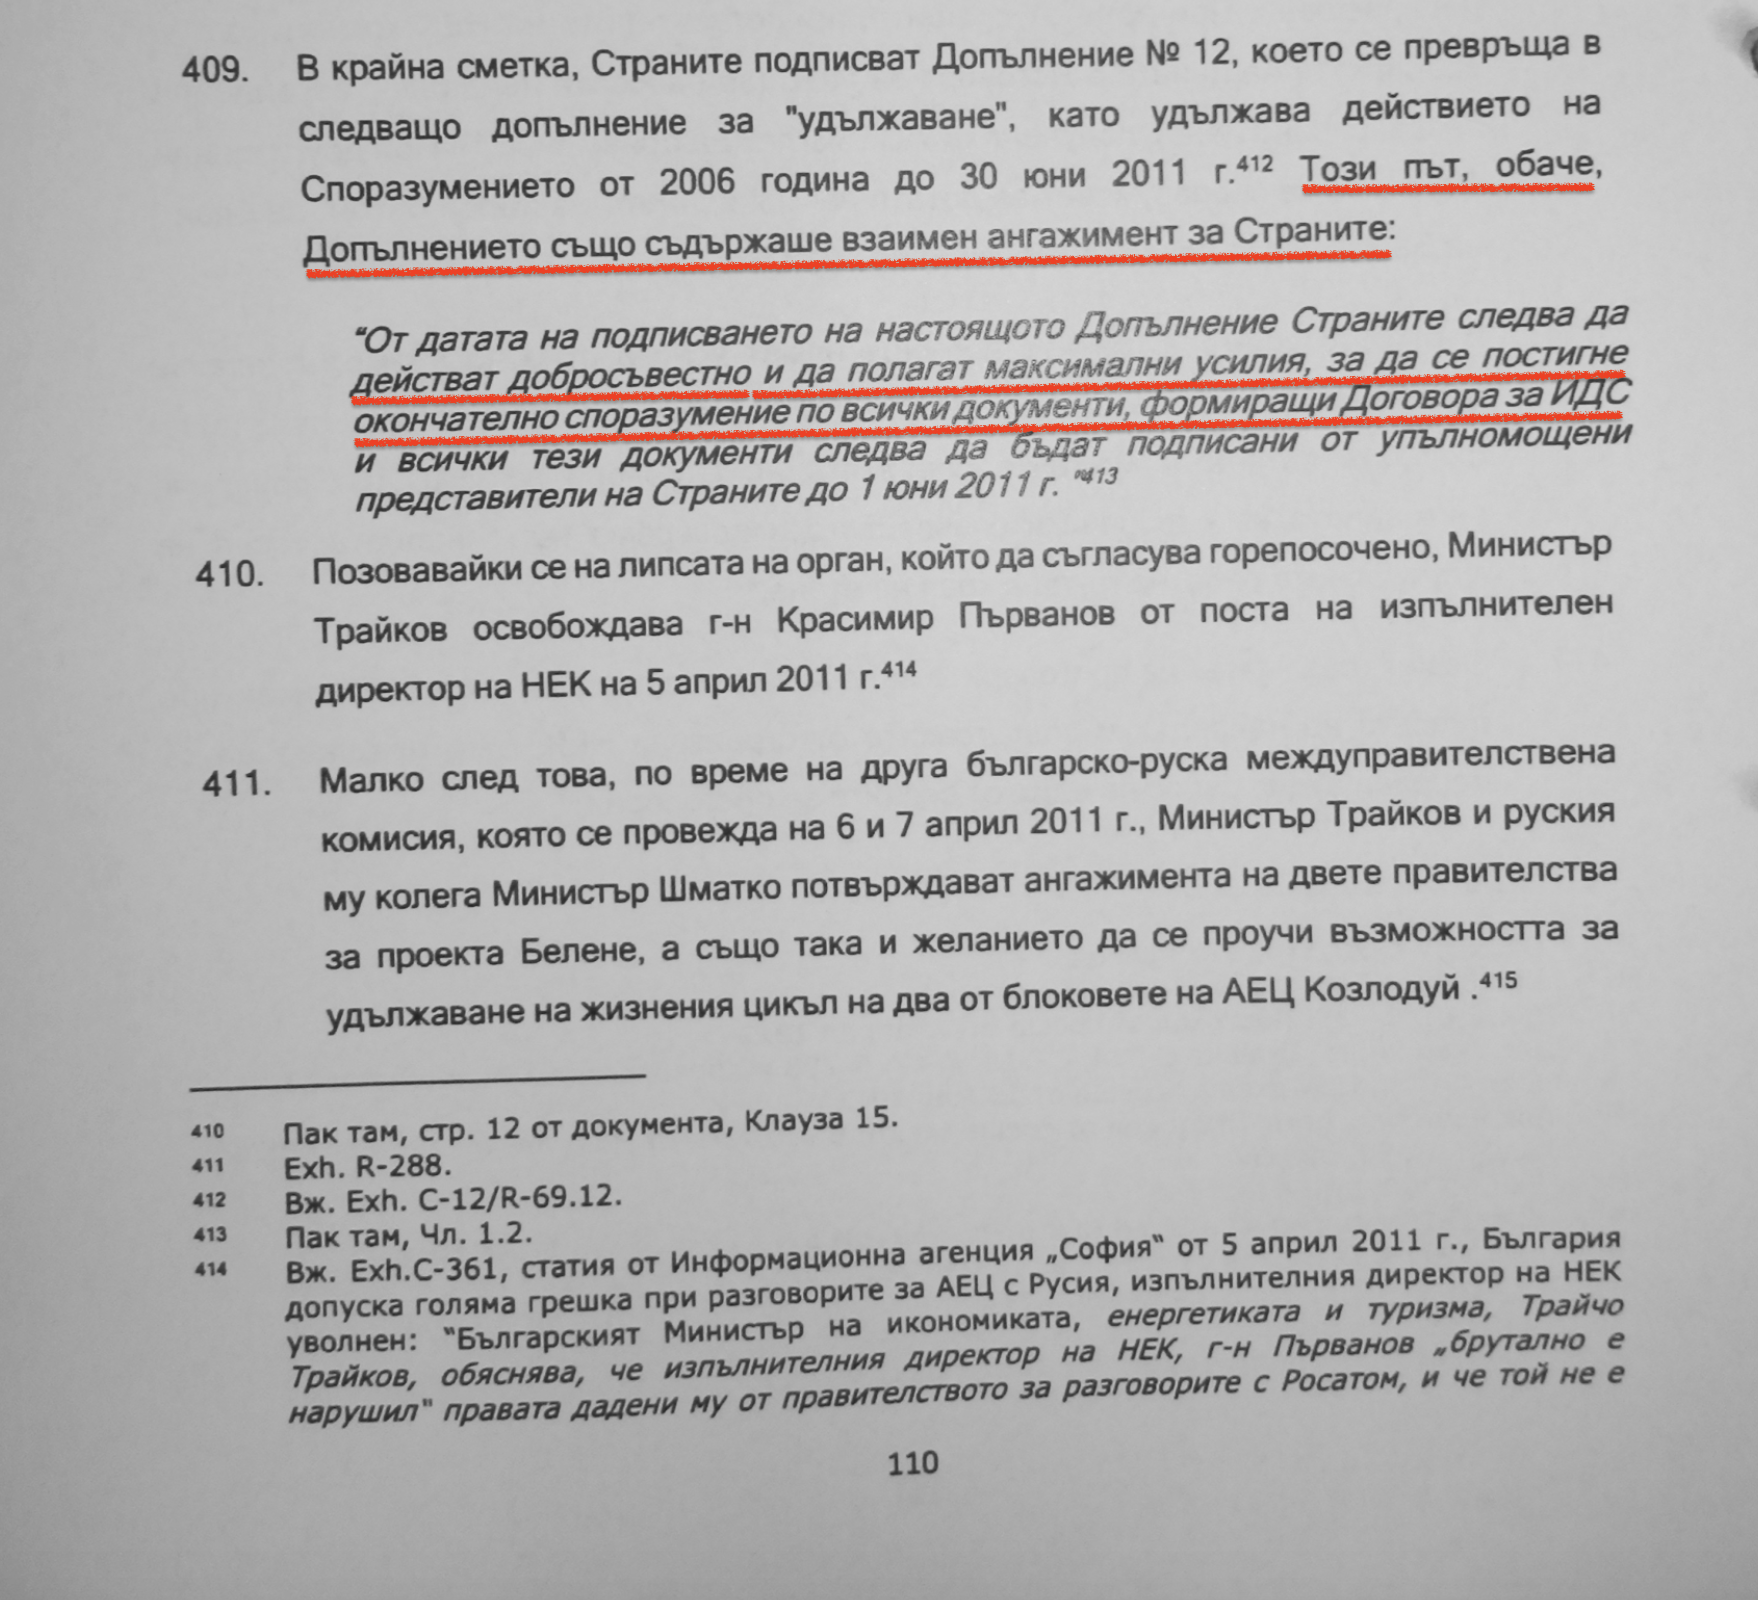 409. В крайна сметка, Страните подписват Допълнение № 12, което се превръща в
следващо допълнение за "удължаване", като удължава действието на
Споразумението от 2006 година до 30 юни 2011 г.412 Този път, обаче,
Допълнението също съдържаше взаимен ангажимент за Страните:
“От датата на подписването на настоящото Допълнение Страните следва да
действат добросъвестно и да полагат максимални усилия, за да се постигне
окончателно споразумение по всички документи, формиращи Договора за ИДС
и всички тези документи следва да бъдат подписани от упълномощени
представители на Страните до 1 юни 2011 г. ”413
410. Позовавайки се на липсата на орган, който да съгласува горепосочено, Министър
Трайков освобождава г-н Красимир Първанов от поста на изпълнителен
директор на НЕК на 5 април 2011 г.414
411. Малко след това, по време на друга българско-руска междуправителствена
комисия, която се провежда на 6 и 7 април 2011 г., Министър Трайков и руския
му колега Министър Шматко потвърждават ангажимента на двете правителства
за проекта Белене, а също така и желанието да се проучи възможността за
удължаване на жизнения цикъл на два от блоковете на АЕЦ Козлодуй .415
410 Пак там, стр. 12 от документа, Клауза 15.
411 Exh. R-288.
412 Вж. Exh. C-12/R-69.12.
413 Пак там, Чл. 1.2.
414 Вж. Exh.C-361, статия от Информационна агенция „София“ от 5 април 2011 г., България
допуска голяма грешка при разговорите за АЕЦ с Русия, изпълнителния директор на НЕК
уволнен: “Българският Министър на икономиката, енергетиката и туризма, Трайчо
Трайков, обяснява, че изпълнителния директор на НЕК, г-н Първанов „брутално е
нарушил" правата дадени му от правителството за разговорите с Росатом, и че той не е
110